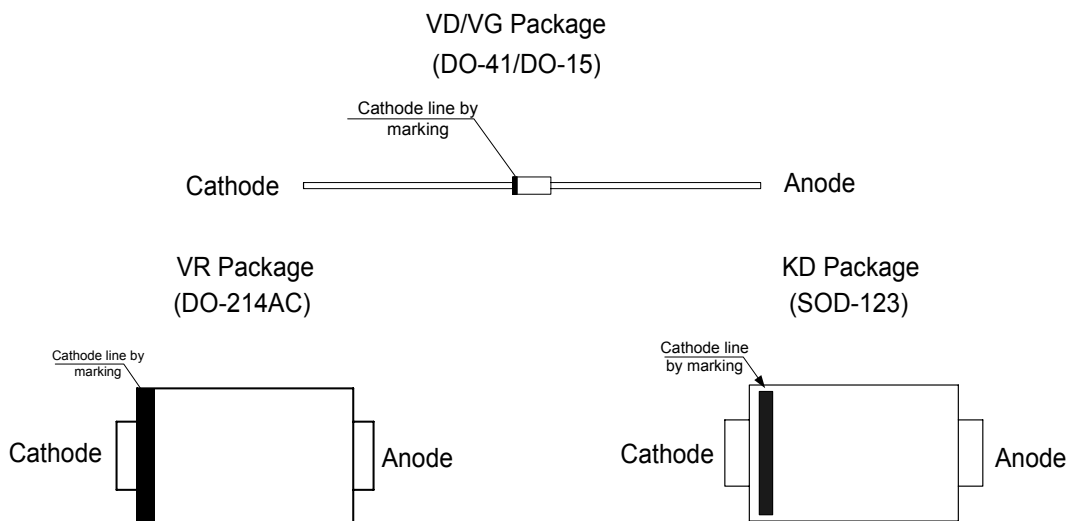 VD/VG Package
(DO-41/DO-15)
Cathode line by
marking
Cathode
Anode
VR Package
(DO-214AC)
KD Package
(SOD-123)
Cathode line by
marking
Cathode line
by marking
Cathode
Anode
Cathode
Anode